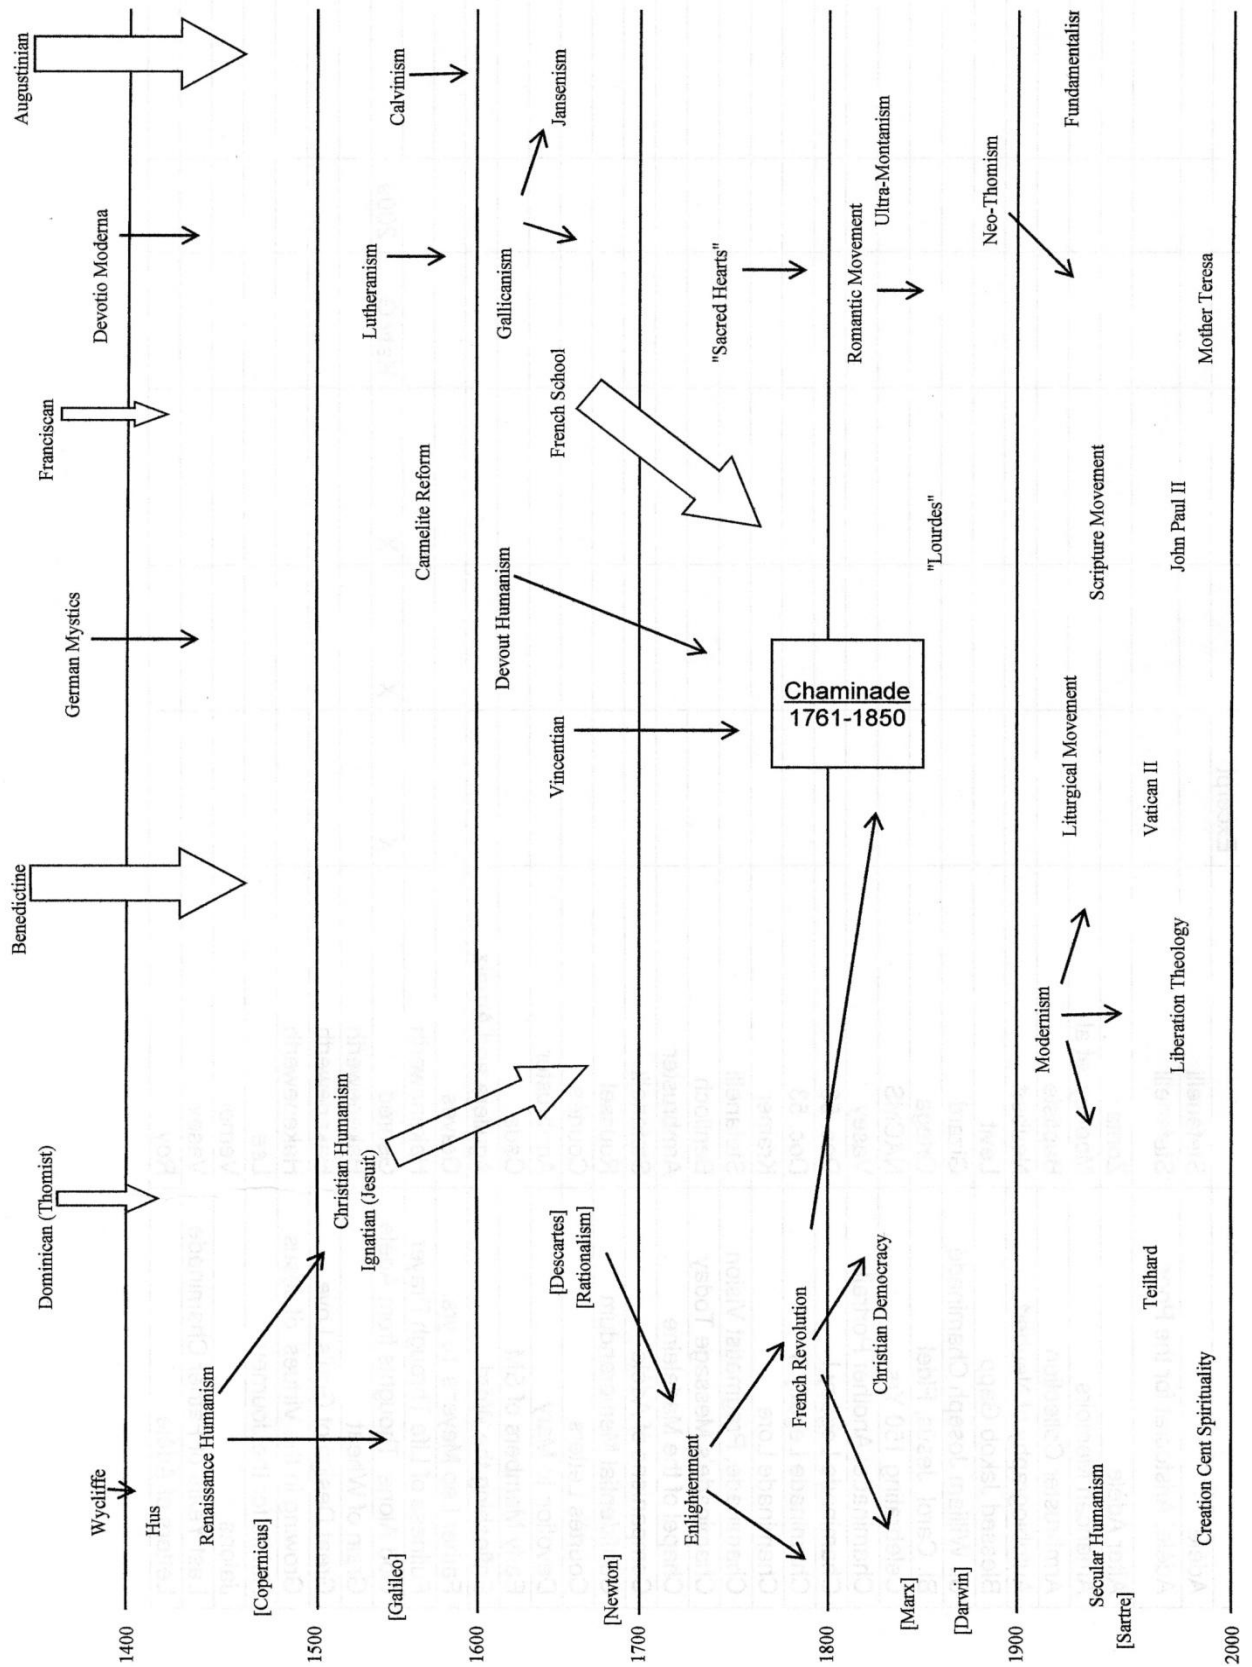 Dominican (Thomist)
Benedictine
Augustinian
Franciscan
German Mystics
Wycliffe
Devotio Moderna
1400
Hus
Renaissance Humanism
[Copernicus]
1500
Christian Humanism
Ignatian (Jesuit)
Lutheranism
[Galileo]
Calvinism
Carmelite Reform
1600
Devout Humanism
Gallicanism
[Descartes]
Vincentian
French School
Jansenism
[Rationalism]
[Newton]
1700
Enlightenment
"Sacred Hearts"
Chaminade
1761-1850
French Revolution
1800
Romantic Movement
Christian Democracy
Ultra-Montanism
[Marx]
"Lourdes"
[Darwin]
Neo-Thomism
1900
Modernism
Liturgical Movement
Fundamentalisr
Secular Humanism
Scripture Movement
[Sartre]
Teilhard
Vatican II
Liberation Theology
John Paul II
Creation Cent Spirituality
Mother Teresa
2000